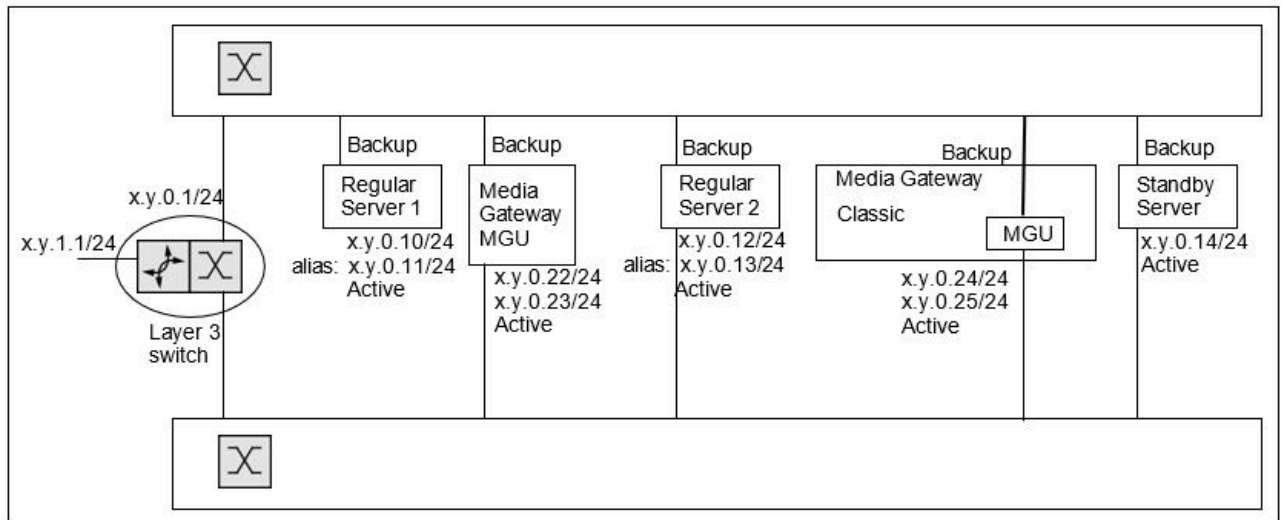 Backup
Backup
Backup
Backup
Backup
Regular
Server 1
Media
Gateway
MGU
Regular
Server 2
Media Gateway
Classic
MGU
Standby
Server
x.y.0.1/24
x.y.1.1/24
Layer 3
switch
x.y.0.10/24
alias: x.y.0.11/24
Active
x.y.0.22/24
x.y.0.23/24
Active
x.y.0.12/24
alias: x.y.0.13/24
Active
x.y.0.24/24
x.y.0.25/24
Active
x.y.0.14/24
Active